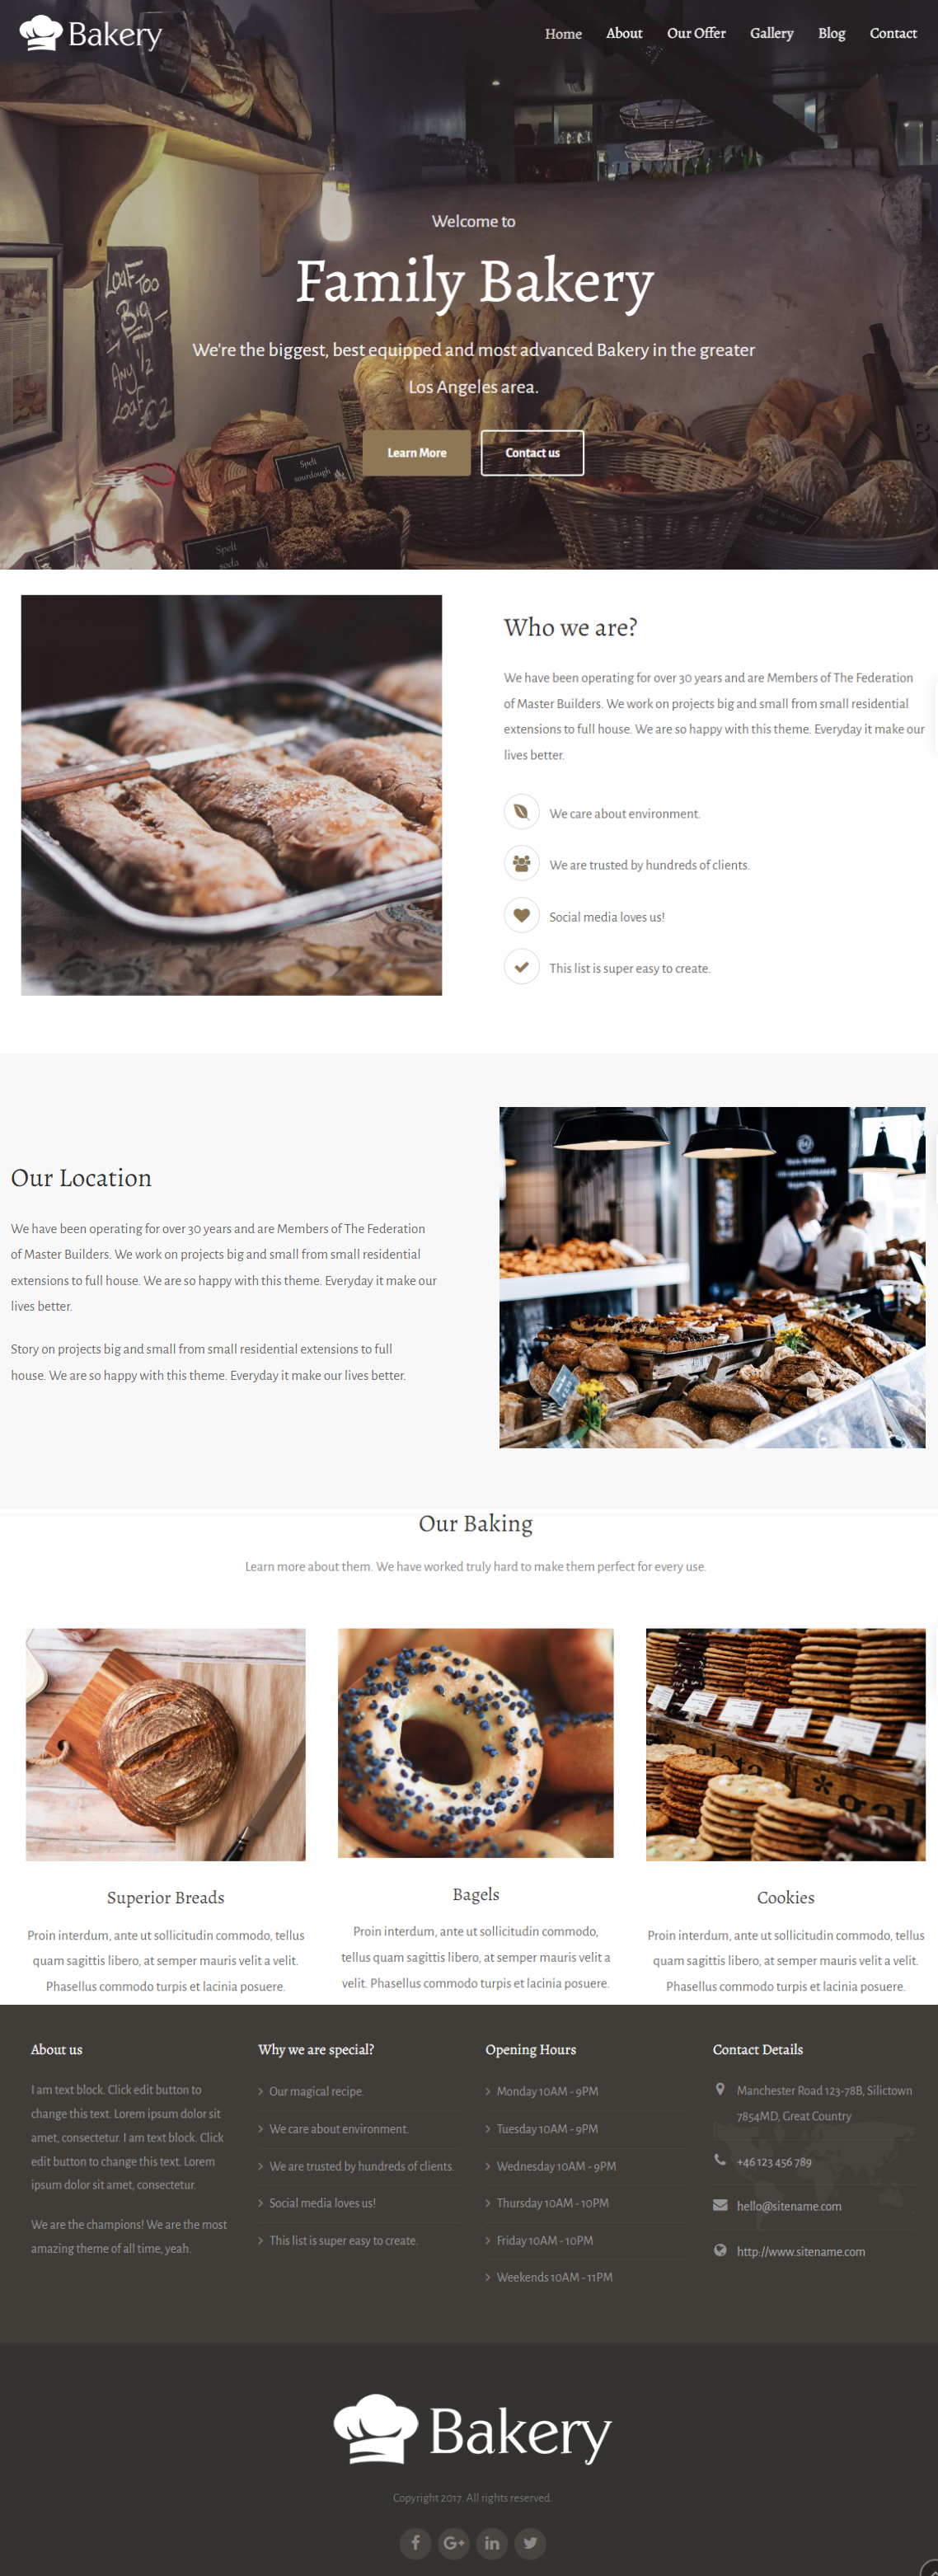 Bakery
Home About Our Offer Gallery Blog Contact
Welcome to
Family Bakery
We're the biggest, best equipped and most advanced Bakery in the greater
Los Angeles area.
Learn More Contact us
Loaf Too
Big -
Any 1/2
Loaf
Spelt
sourdough
Spelt
soda
Who we are?
We have been operating for over 30 years and are Members of The Federation
of Master Builders. We work on projects big and small from small residential
extensions to full house. We are so happy with this theme. Everyday it make our
lives better.
We care about environment.
We are trusted by hundreds of clients.
Social media loves us!
This list is super easy to create.
Our Location
We have been operating for over 30 years and are Members of The Federation
of Master Builders. We work on projects big and small from small residential
extensions to full house. We are so happy with this theme. Everyday it make our
lives better.
Story on projects big and small from small residential extensions to full
house. We are so happy with this theme. Everyday it make our lives better.
Our Baking
Learn more about them. We have worked truly hard to make them perfect for every use.
Superior Breads
Proin interdum, ante ut sollicitudin commodo, tellus
quam sagittis libero, at semper mauris velit a velit.
Phasellus commodo turpis et lacinia posuere.
Bagels
Proin interdum, ante ut sollicitudin commodo,
tellus quam sagittis libero, at semper mauris velit a
velit. Phasellus commodo turpis et lacinia posuere.
Cookies
Proin interdum, ante ut sollicitudin commodo, tellus
quam sagittis libero, at semper mauris velit a velit.
Phasellus commodo turpis et lacinia posuere.
About us
I am text block. Click edit button to
change this text. Lorem ipsum dolor sit
amet, consectetur. I am text block. Click
edit button to change this text. Lorem
ipsum dolor sit amet, consectetur.
We are the champions! We are the most
amazing theme of all time, yeah.
Why we are special?
Our magical recipe.
We care about environment.
We are trusted by hundreds of clients.
Social media loves us!
This list is super easy to create.
Opening Hours
Monday 10AM - 9PM
Tuesday 10AM - 9PM
Wednesday 10AM - 9PM
Thursday 10AM - 10PM
Friday 10AM - 10PM
Weekends 10AM - 11PM
Contact Details
Manchester Road 123-78B, Silictown
7854MD, Great Country
+46 123 456 789
hello@sitename.com
http://www.sitename.com
Bakery
Copyright 2017. All rights reserved.